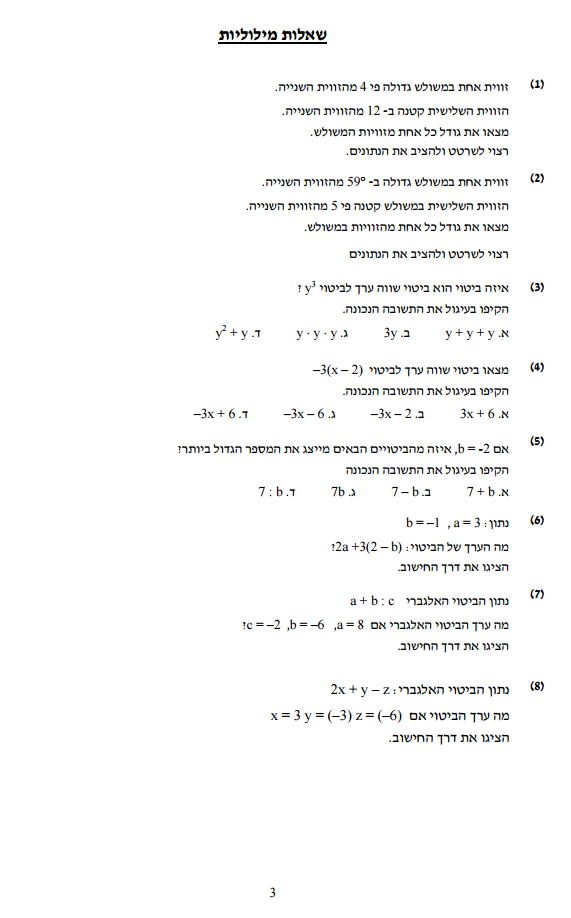 שאלות מילוליות
(1) זווית אחת במשולש גדולה פי 4 מהזווית השנייה.
הזווית השלישית קטנה ב- 12 מהזווית השנייה.
מצאו את גודל כל אחת מזוויות המשולש.
רצוי לשרטט ולהציב את הנתונים.
(2) זווית אחת במשולש גדולה ב- 59° מהזווית השנייה.
הזווית השלישית במשולש קטנה פי 5 מהזווית השנייה.
מצאו את גודל כל אחת מהזוויות במשולש.
רצוי לשרטט ולהציב את הנתונים
(3) איזה ביטוי הוא ביטוי שווה ערך לביטוי y³ ?
הקיפו בעיגול את התשובה הנכונה.
א. y + y + y ב. 3y ג. y · y · y ד. y² + y
(4) מצאו ביטוי שווה ערך לביטוי –3(x – 2)
הקיפו בעיגול את התשובה הנכונה.
א. 3x + 6 ב. –3x – 2 ג. –3x – 6 ד. –3x + 6
(5) אם b = -2, איזה מהביטויים הבאים מייצג את המספר הגדול ביותר?
הקיפו בעיגול את התשובה הנכונה
א. 7 + b ב. 7 – b ג. 7b ד. 7 : b
(6) נתון: a = 3 , b = –1
מה הערך של הביטוי: 2a +3(2 – b)?
הציגו את דרך החישוב.
(7) נתון הביטוי האלגברי a + b : c
מה ערך הביטוי האלגברי אם a = 8, b = –6, c = –2?
הציגו את דרך החישוב.
(8) נתון הביטוי האלגברי: 2x + y – z
מה ערך הביטוי אם x = 3 y = (–3) z = (–6)
הציגו את דרך החישוב.
3